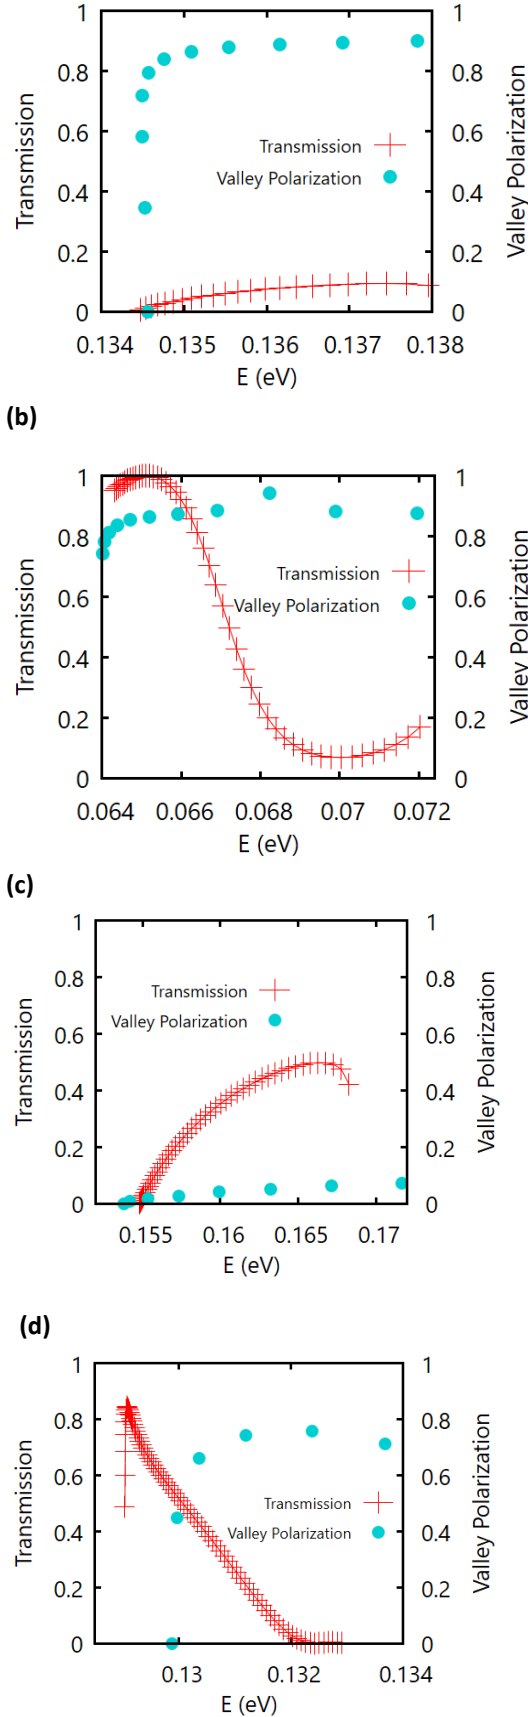 1
1
0.8
0.8
0.6
0.6
0.4
0.4
0.2
0.2
0
0
Transmission
Valley Polarization
Transmission
Valley Polarization
0.134
0.135
0.136
0.137
0.138
E (eV)
(b)
1
1
0.8
0.8
0.6
0.6
0.4
0.4
0.2
0.2
0
0
Transmission
Valley Polarization
Transmission
Valley Polarization
0.064
0.066
0.068
0.07
0.072
E (eV)
(c)
1
1
0.8
0.8
0.6
0.6
0.4
0.4
0.2
0.2
0
0
Transmission
Valley Polarization
Transmission
Valley Polarization
0.155
0.16
0.165
0.17
E (eV)
(d)
1
1
0.8
0.8
0.6
0.6
0.4
0.4
0.2
0.2
0
0
Transmission
Valley Polarization
Transmission
Valley Polarization
0.13
0.132
0.134
E (eV)